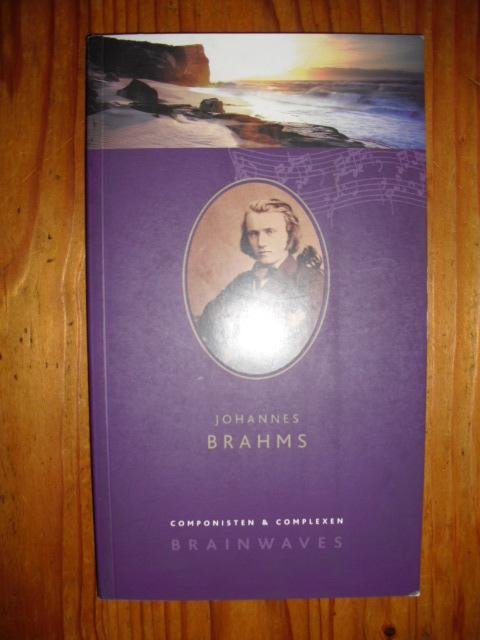 JOHANNES
BRAHMS
COMPONISTEN & COMPLEXEN
BRAINWAVES